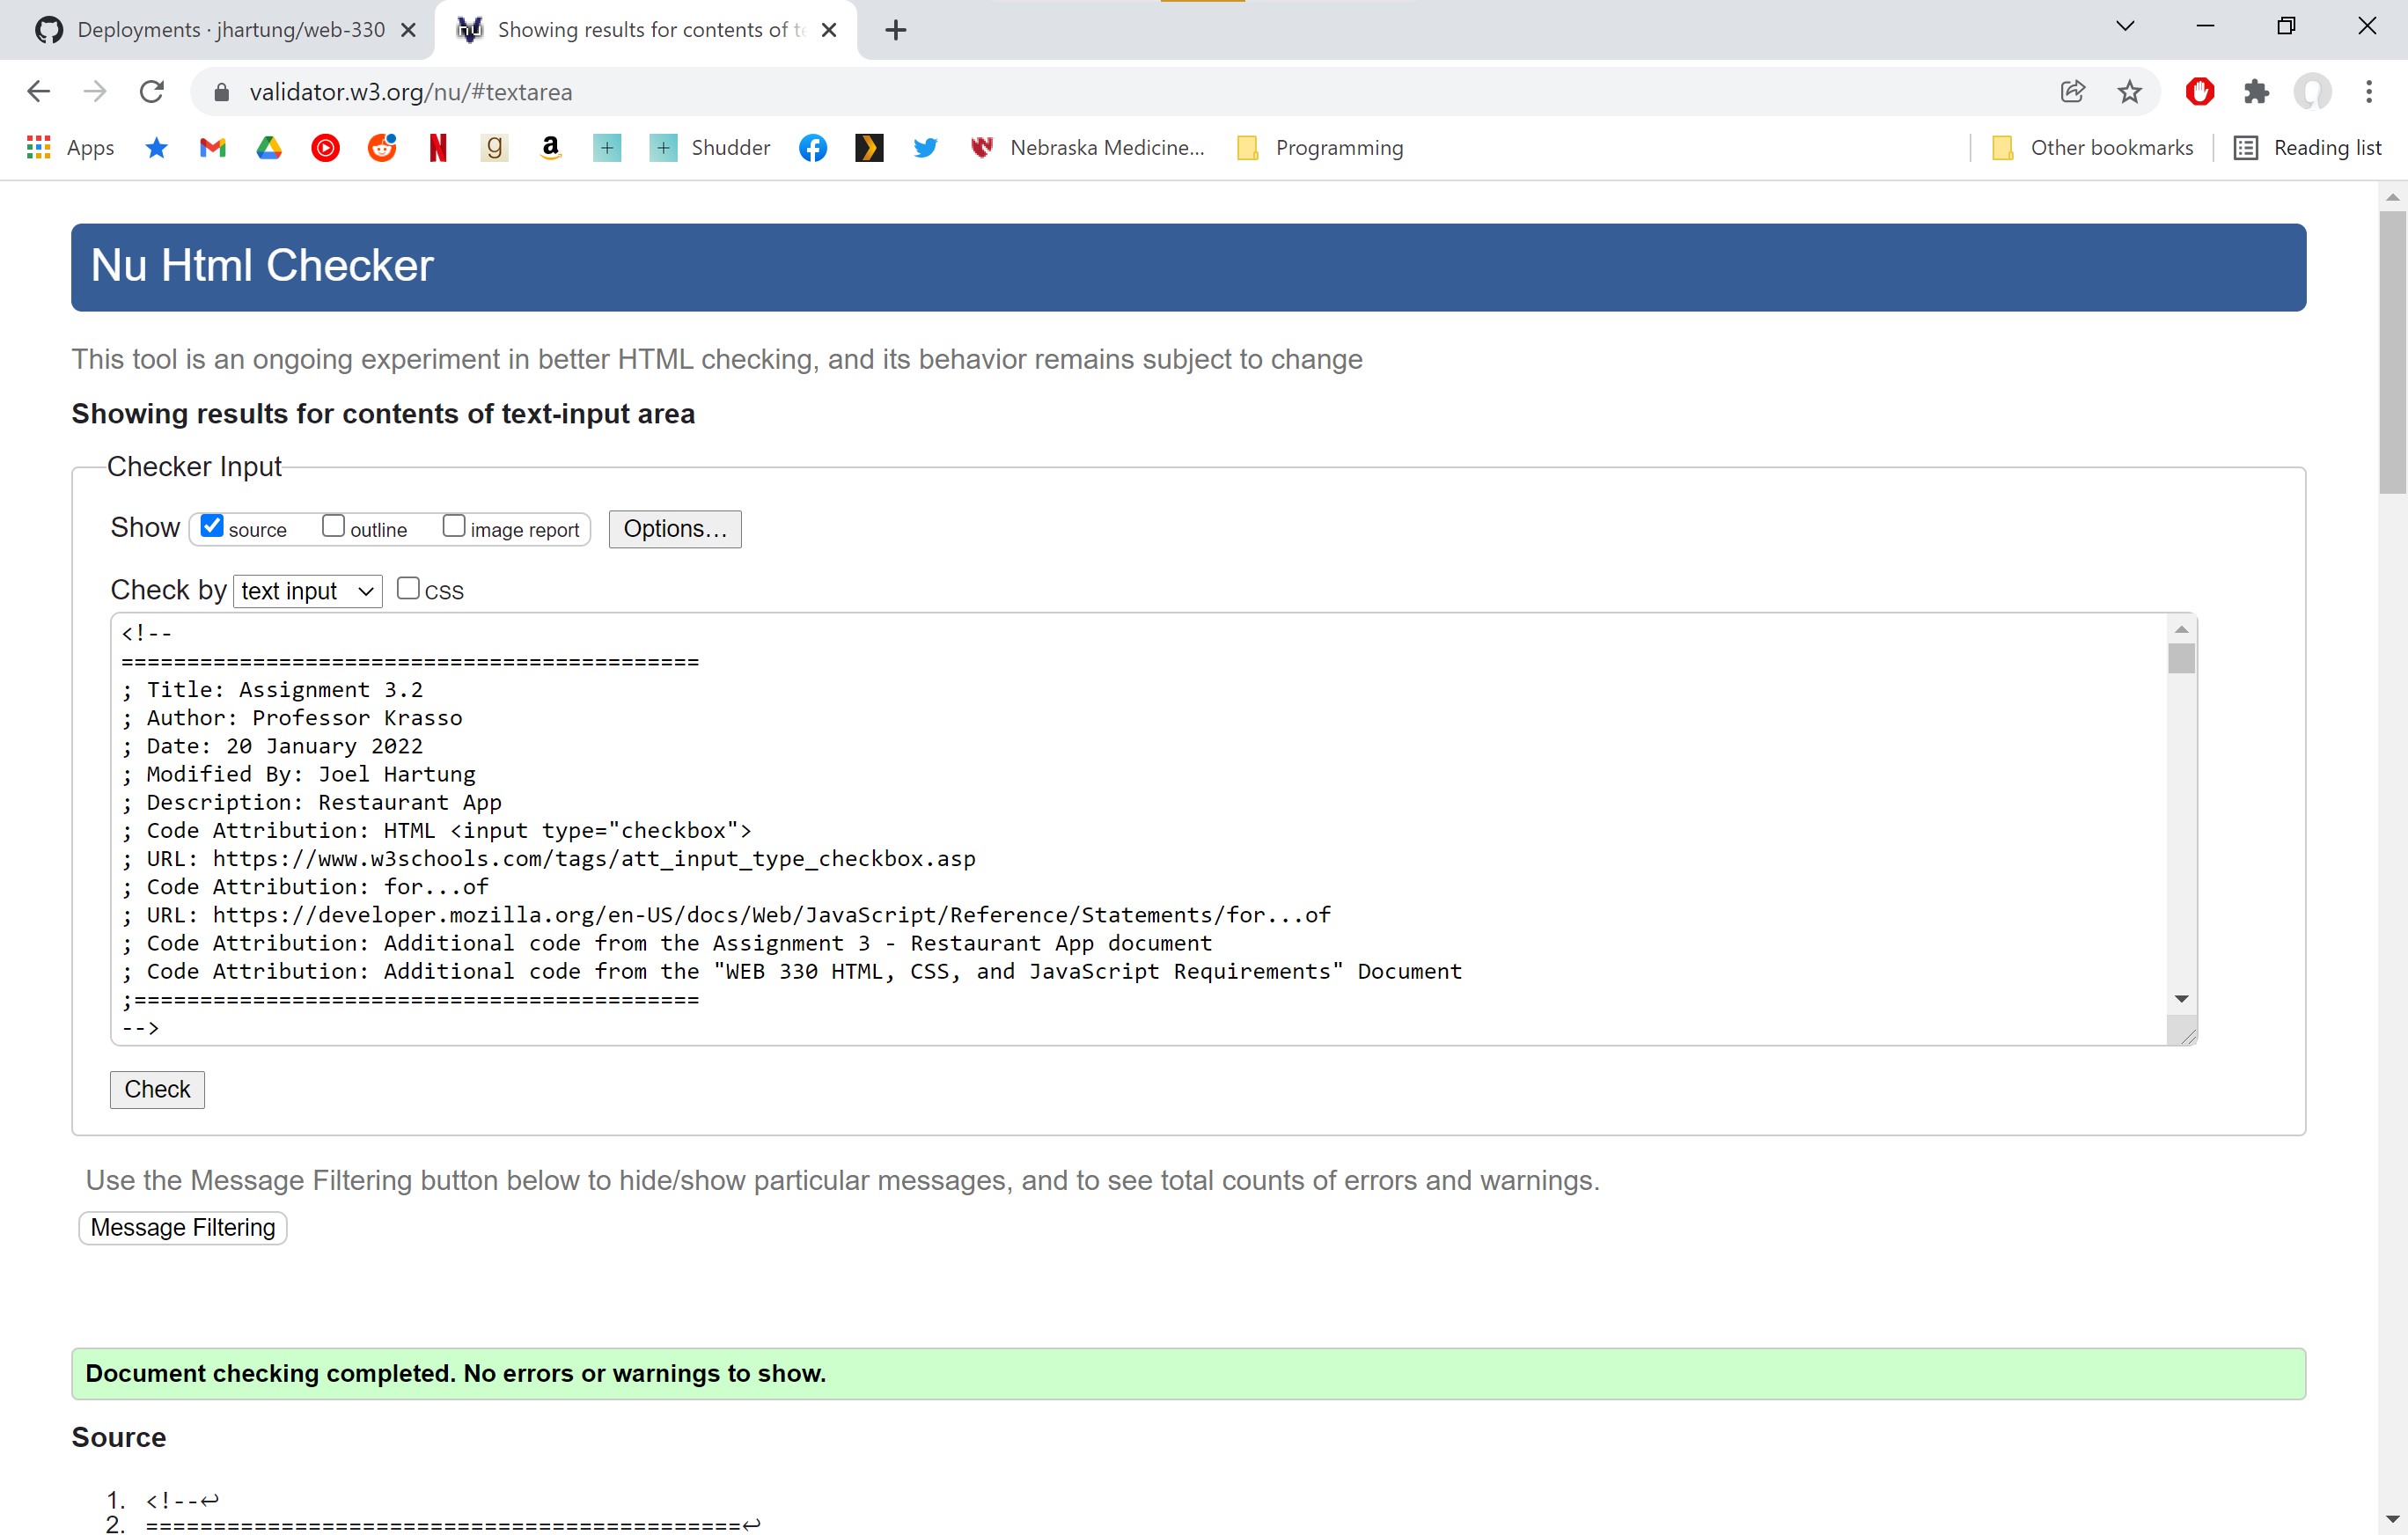 Deployments · jhartung/web-330
Showing results for contents of te
validator.w3.org/nu/#textarea
Apps
Shudder
Nebraska Medicine...
Programming
Other bookmarks
Reading list
Nu Html Checker
This tool is an ongoing experiment in better HTML checking, and its behavior remains subject to change
Showing results for contents of text-input area
Checker Input
Show source outline image report Options...
Check by text input css
<!--
============================================
; Title: Assignment 3.2
; Author: Professor Krasso
; Date: 20 January 2022
; Modified By: Joel Hartung
; Description: Restaurant App
; Code Attribution: HTML <input type="checkbox">
; URL: https://www.w3schools.com/tags/att_input_type_checkbox.asp
; Code Attribution: for...of
; URL: https://developer.mozilla.org/en-US/docs/Web/JavaScript/Reference/Statements/for...of
; Code Attribution: Additional code from the Assignment 3 - Restaurant App document
; Code Attribution: Additional code from the "WEB 330 HTML, CSS, and JavaScript Requirements" Document
;===========================================
-->
Check
Use the Message Filtering button below to hide/show particular messages, and to see total counts of errors and warnings.
Message Filtering
Document checking completed. No errors or warnings to show.
Source
1. <!--↩
2. ============================================↩